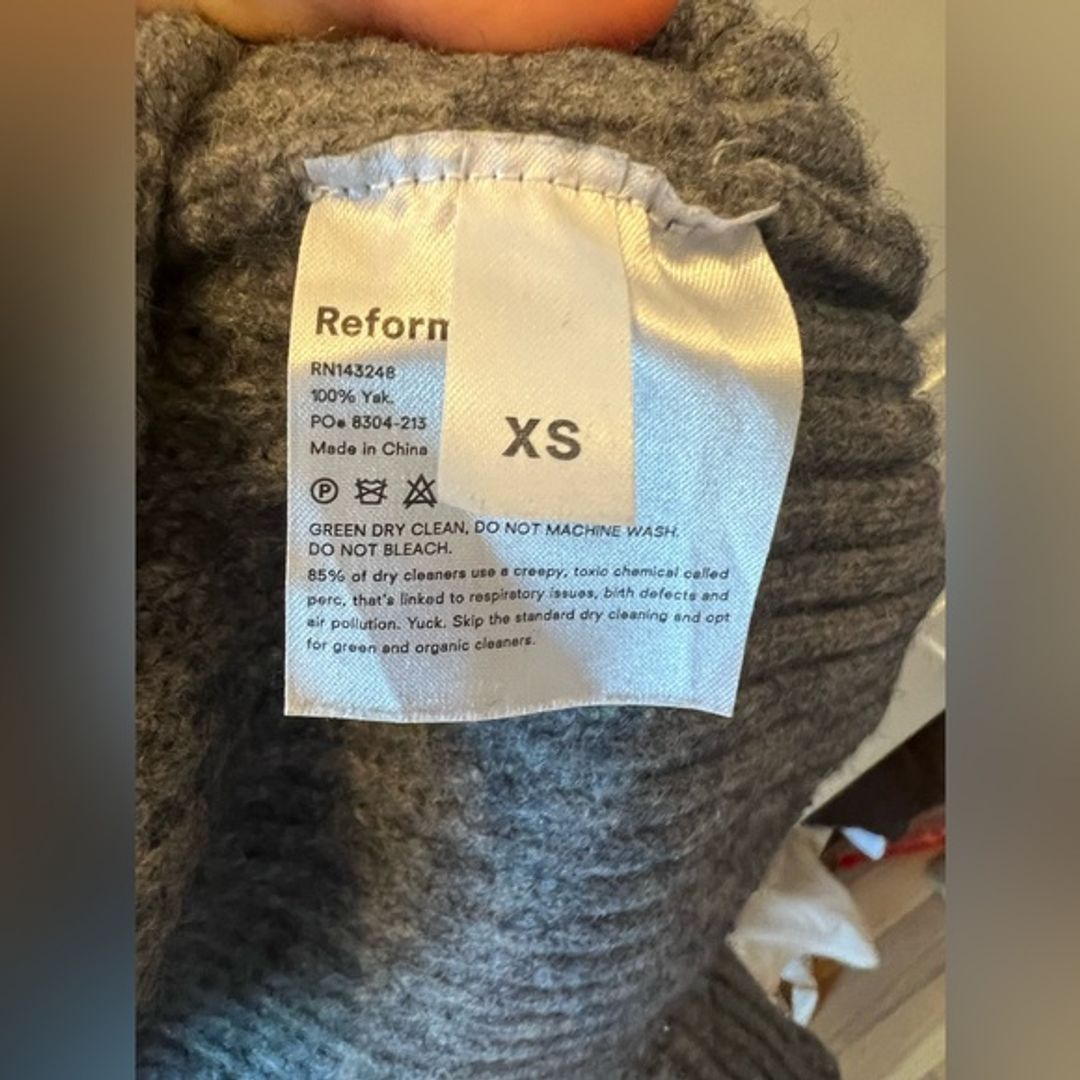 Reform
RN143248
100% Yak.
PO# 8304-213
Made in China
XS
P
GREEN DRY CLEAN, DO NOT MACHINE WASH.
DO NOT BLEACH.
85% of dry cleaners use a creepy, toxic chemical called
perc, that's linked to respiratory issues, birth defects and
air pollution. Yuck. Skip the standard dry cleaning and opt
for green and organic cleaners.